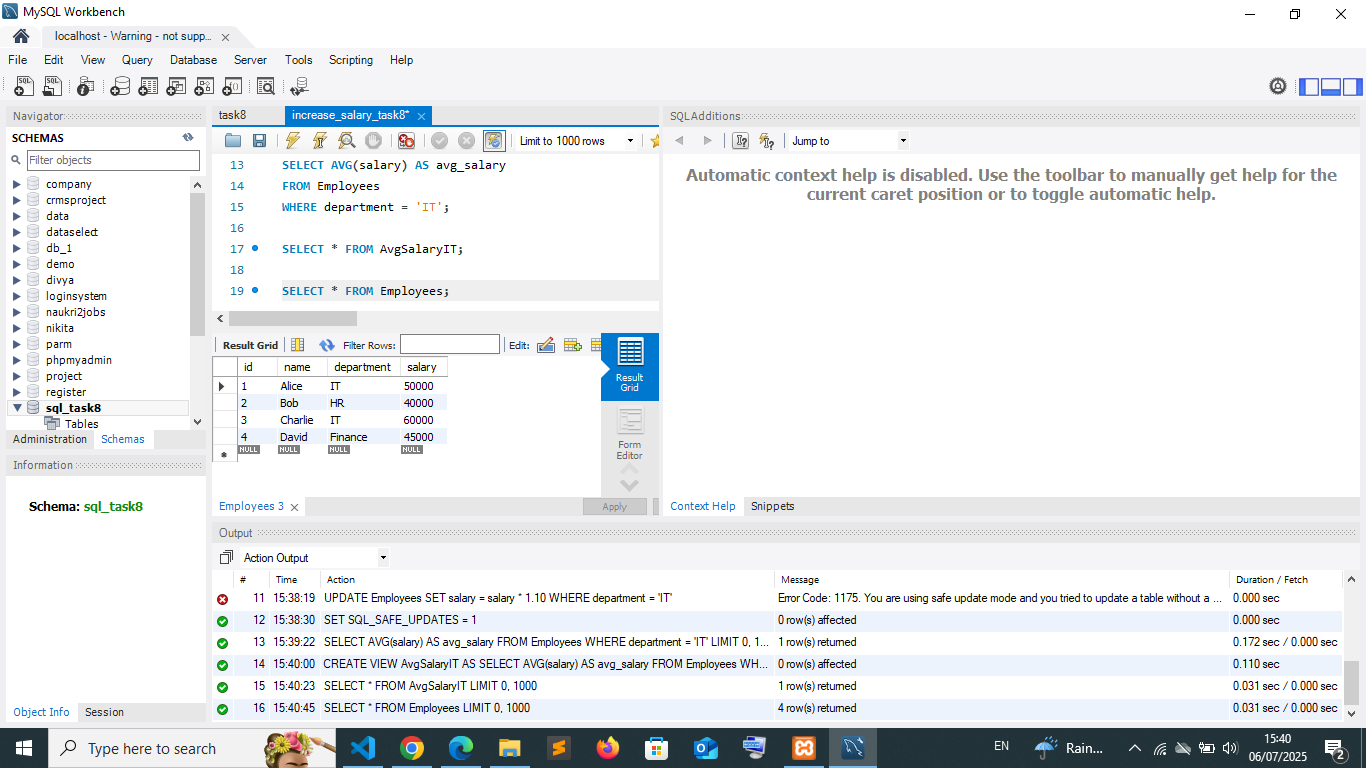 MySQL Workbench
localhost - Warning - not supp...
File Edit View Query Database Server Tools Scripting Help
Navigator
SCHEMAS
Filter objects
company
crmsproject
data
dataselect
db_1
demo
divya
loginsystem
naukri2jobs
nikita
parm
phpmyadmin
project
register
sql_task8
Tables
Administration Schemas
Information
Schema: sql_task8
Object Info Session
task8 increase_salary_task8*
Limit to 1000 rows
13 SELECT AVG(salary) AS avg_salary
14 FROM Employees
15 WHERE department = 'IT';
16
17 SELECT * FROM AvgSalaryIT;
18
19 SELECT * FROM Employees;
Result Grid Filter Rows: Edit:
id name department salary
1 Alice IT 50000
2 Bob HR 40000
3 Charlie IT 60000
4 David Finance 45000
NULL NULL NULL NULL
Result
Grid
Form
Editor
Employees 3 Apply
SQLAdditions
Jump to
Automatic context help is disabled. Use the toolbar to manually get help for the
current caret position or to toggle automatic help.
Context Help Snippets
Output
Action Output
# Time Action Message Duration / Fetch
11 15:38:19 UPDATE Employees SET salary = salary * 1.10 WHERE department = 'IT' Error Code: 1175. You are using safe update mode and you tried to update a table without a ... 0.000 sec
12 15:38:30 SET SQL_SAFE_UPDATES = 1 0 row(s) affected 0.000 sec
13 15:39:22 SELECT AVG(salary) AS avg_salary FROM Employees WHERE department = 'IT' LIMIT 0, 1... 1 row(s) returned 0.172 sec / 0.000 sec
14 15:40:00 CREATE VIEW AvgSalaryIT AS SELECT AVG(salary) AS avg_salary FROM Employees WH... 0 row(s) affected 0.110 sec
15 15:40:23 SELECT * FROM AvgSalaryIT LIMIT 0, 1000 1 row(s) returned 0.031 sec / 0.000 sec
16 15:40:45 SELECT * FROM Employees LIMIT 0, 1000 4 row(s) returned 0.031 sec / 0.000 sec
Type here to search
EN
Rain...
15:40
06/07/2025
2